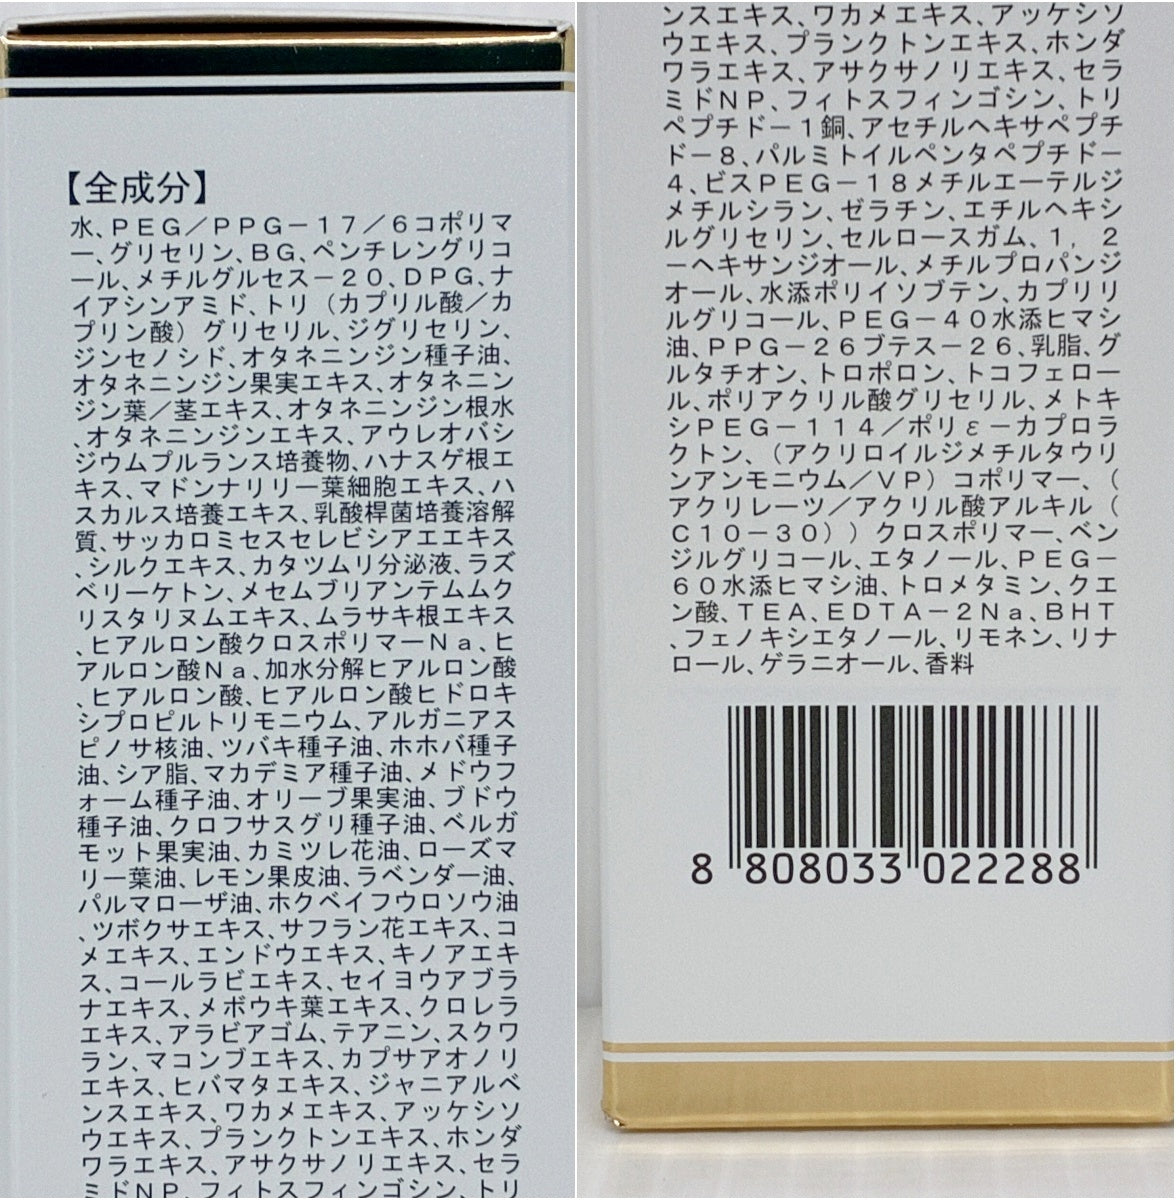 【全成分】
水、PEG／PPG－17／6コポリマ
ー、グリセリン、BG、ペンチレングリコ
ール、メチルグルセス－20、DPG、ナ
イアシンアミド、トリ（カプリル酸／カ
プリン酸）グリセリル、ジグリセリン、
ジンセノシド、オタネニンジン種子油、
オタネニンジン果実エキス、オタネニン
ジン葉／茎エキス、オタネニンジン根水
、オタネニンジンエキス、アウレオバシ
ジウムプルランス培養物、ハナスゲ根エ
キス、マドンナリリー葉細胞エキス、ハ
スカルス培養エキス、乳酸桿菌培養溶解
質、サッカロミセスセレビシアエエキス
、シルクエキス、カタツムリ分泌液、ラズ
ベリーケトン、メセムブリアンテムムク
リスタリヌムエキス、ムラサキ根エキス
、ヒアルロン酸クロスポリマーNa、ヒ
アルロン酸Na、加水分解ヒアルロン酸
、ヒアルロン酸、ヒアルロン酸ヒドロキ
シプロピルトリモニウム、アルガニアス
ピノサ核油、ツバキ種子油、ホホバ種子
油、シア脂、マカデミア種子油、メドウフ
ォーム種子油、オリーブ果実油、ブドウ
種子油、クロフサスグリ種子油、ベルガ
モット果実油、カミツレ花油、ローズマ
リー葉油、レモン果皮油、ラベンダー油、
パルマローザ油、ホクベイフウロソウ油
、ツボクサエキス、サフラン花エキス、コ
メエキス、エンドウエキス、キノアエキ
ス、コールラビエキス、セイヨウアブラ
ナエキス、メボウキ葉エキス、クロレラ
エキス、アラビアゴム、テアニン、スクワ
ラン、マコンブエキス、カプサアオノリ
エキス、ヒバマタエキス、ジャニアルベ
ンスエキス、ワカメエキス、アッケシソ
ウエキス、プランクトンエキス、ホンダ
ワラエキス、アサクサノリエキス、セラ
ミドNP、フィトスフィンゴシン、トリ
ンスエキス、ワカメエキス、アッケシソ
ウエキス、プランクトンエキス、ホンダ
ワラエキス、アサクサノリエキス、セラ
ミドNP、フィトスフィンゴシン、トリ
ペプチド－1銅、アセチルヘキサペプチ
ド－8、パルミトイルペンタペプチド－
4、ビスPEG－18メチルエーテルジ
メチルシラン、ゼラチン、エチルヘキシ
ルグリセリン、セルロースガム、1，2
－ヘキサンジオール、メチルプロパンジ
オール、水添ポリイソブテン、カプリリ
ルグリコール、PEG－40水添ヒマシ
油、PPG－26ブテス－26、乳脂、グ
ルタチオン、トロポロン、トコフェロー
ル、ポリアクリル酸グリセリル、メトキ
シPEG－114／ポリε－カプロラ
クトン、（アクリロイルジメチルタウリ
ンアンモニウム／VP）コポリマー、（
アクリレーツ／アクリル酸アルキル（
C10－30））クロスポリマー、ベン
ジルグリコール、エタノール、PEG－
60水添ヒマシ油、トロメタミン、クエ
ン酸、TEA、EDTA－2Na、BHT
、フェノキシエタノール、リモネン、リナ
ロール、ゲラニオール、香料
8 808033 022288